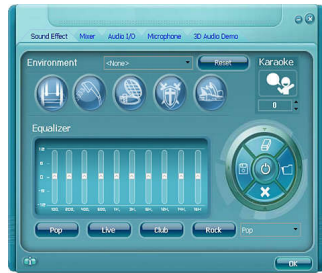 Sound Effect Mixer Audio I/O Microphone 3D Audio Demo
Environment <None> Reset Karaoke
0
Equalizer
Pop Live Club Rock Pop
OK